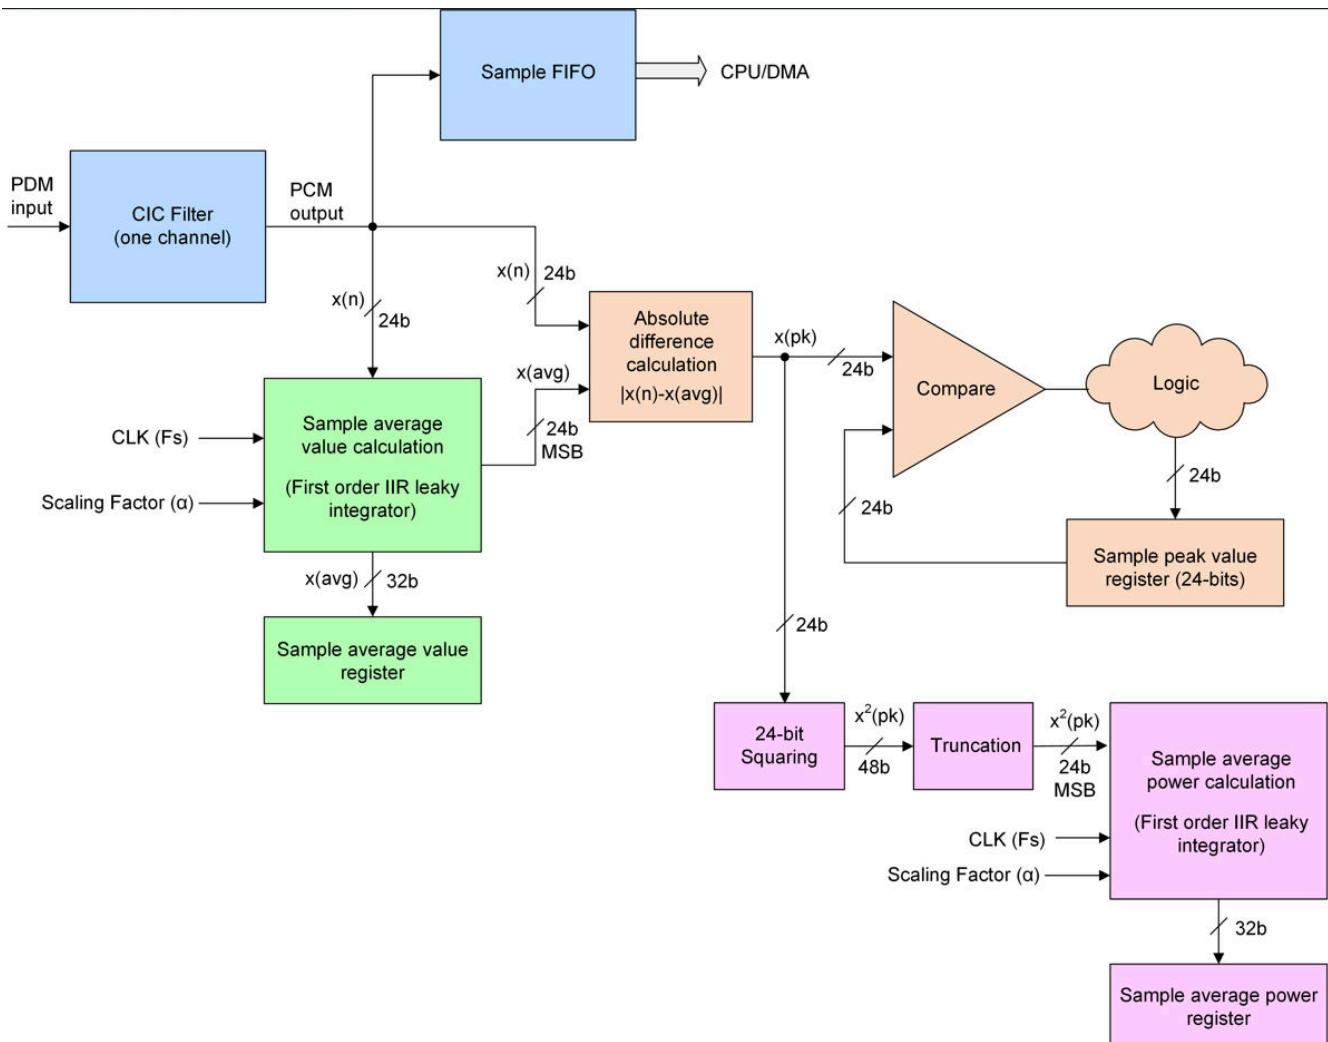 Sample FIFO
CPU/DMA
PDM
input
CIC Filter
(one channel)
PCM
output
x(n)
24b
x(n)
24b
Absolute
difference
calculation
|x(n)-x(avg)|
x(pk)
24b
Compare
Logic
x(avg)
24b
MSB
CLK (Fs)
Scaling Factor (α)
Sample average
value calculation
(First order IIR leaky
integrator)
24b
24b
Sample peak value
register (24-bits)
x(avg)
32b
Sample average value
register
24b
24-bit
Squaring
x²(pk)
48b
Truncation
x²(pk)
24b
MSB
Sample average
power calculation
(First order IIR leaky
integrator)
CLK (Fs)
Scaling Factor (α)
32b
Sample average power
register